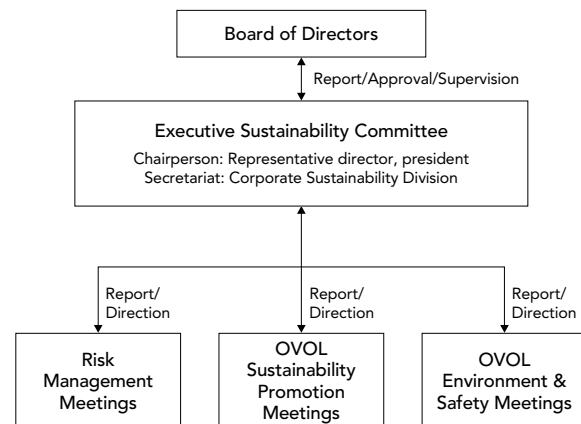 Board of Directors
Report/Approval/Supervision
Executive Sustainability Committee
Chairperson: Representative director, president
Secretariat: Corporate Sustainability Division
Report/
Direction
Report/
Direction
Report/
Direction
Risk
Management
Meetings
OVOL
Sustainability
Promotion
Meetings
OVOL
Environment &
Safety Meetings